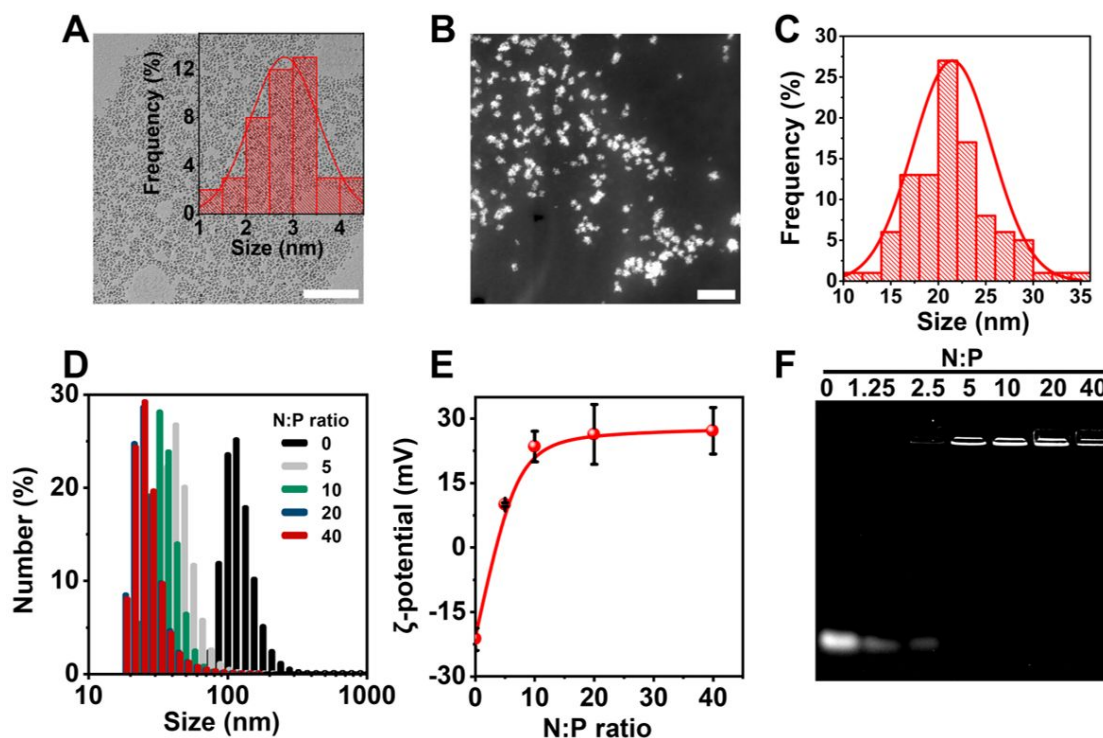 A
Frequency (%)
12
8
4
0
1 2 3 4
Size (nm)
B
C
Frequency (%)
30
25
20
15
10
5
0
10 15 20 25 30 35
Size (nm)
D
Number (%)
30
20
10
0
10 100 1000
Size (nm)
N:P ratio
0
5
10
20
40
E
ζ-potential (mV)
30
15
0
-15
-30
0 10 20 30 40
N:P ratio
F
N:P
0 1.25 2.5 5 10 20 40